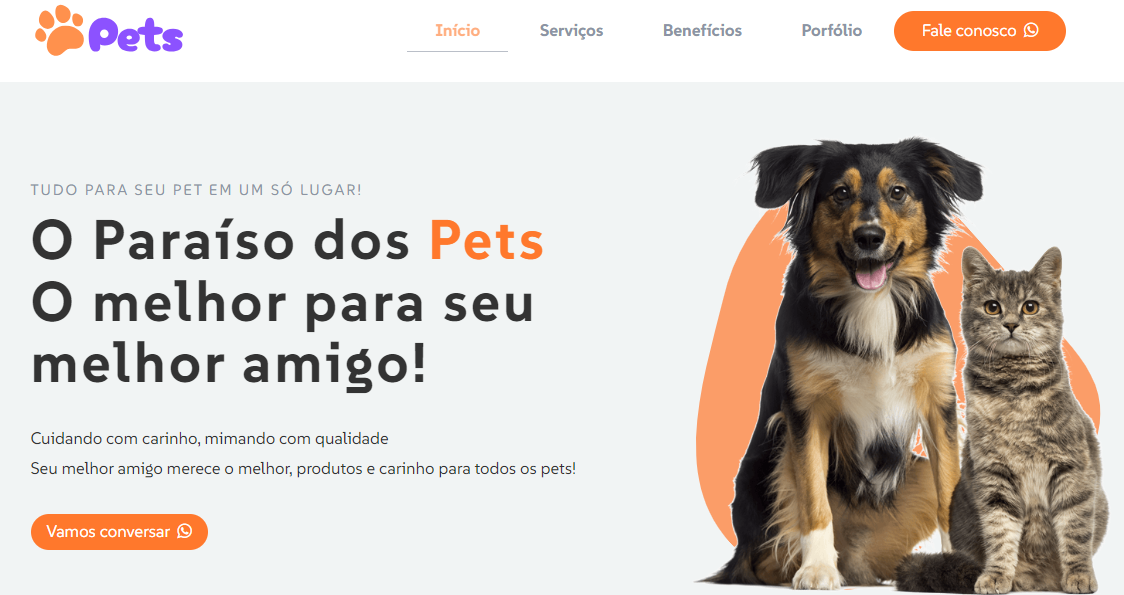 Pets
Início
Serviços
Benefícios
Porfólio
Fale conosco
TUDO PARA SEU PET EM UM SÓ LUGAR!
O Paraíso dos Pets
O melhor para seu
melhor amigo!
Cuidando com carinho, mimando com qualidade
Seu melhor amigo merece o melhor, produtos e carinho para todos os pets!
Vamos conversar